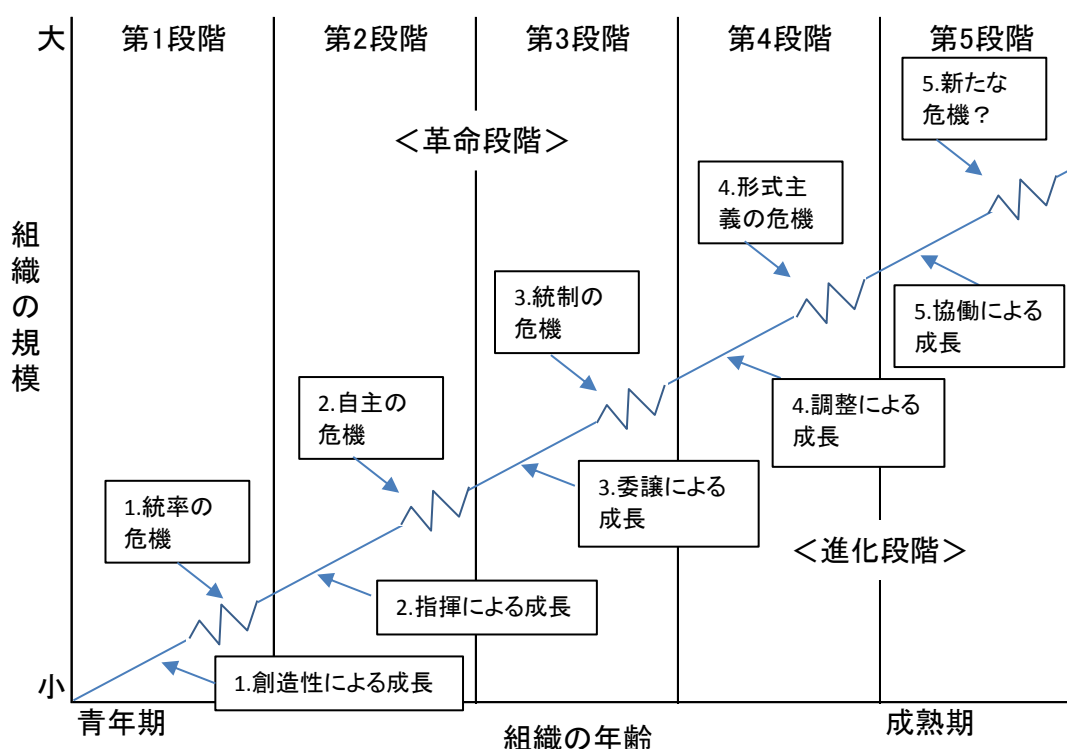 大
第1段階
第2段階
第3段階
第4段階
第5段階
5.新たな
危機？
＜革命段階＞
4.形式主
義の危機
組織の規模
3.統制の
危機
5.協働による
成長
2.自主の
危機
4.調整による
成長
3.委譲による
成長
1.統率の
危機
＜進化段階＞
2.指揮による成長
1.創造性による成長
小
青年期
組織の年齢
成熟期